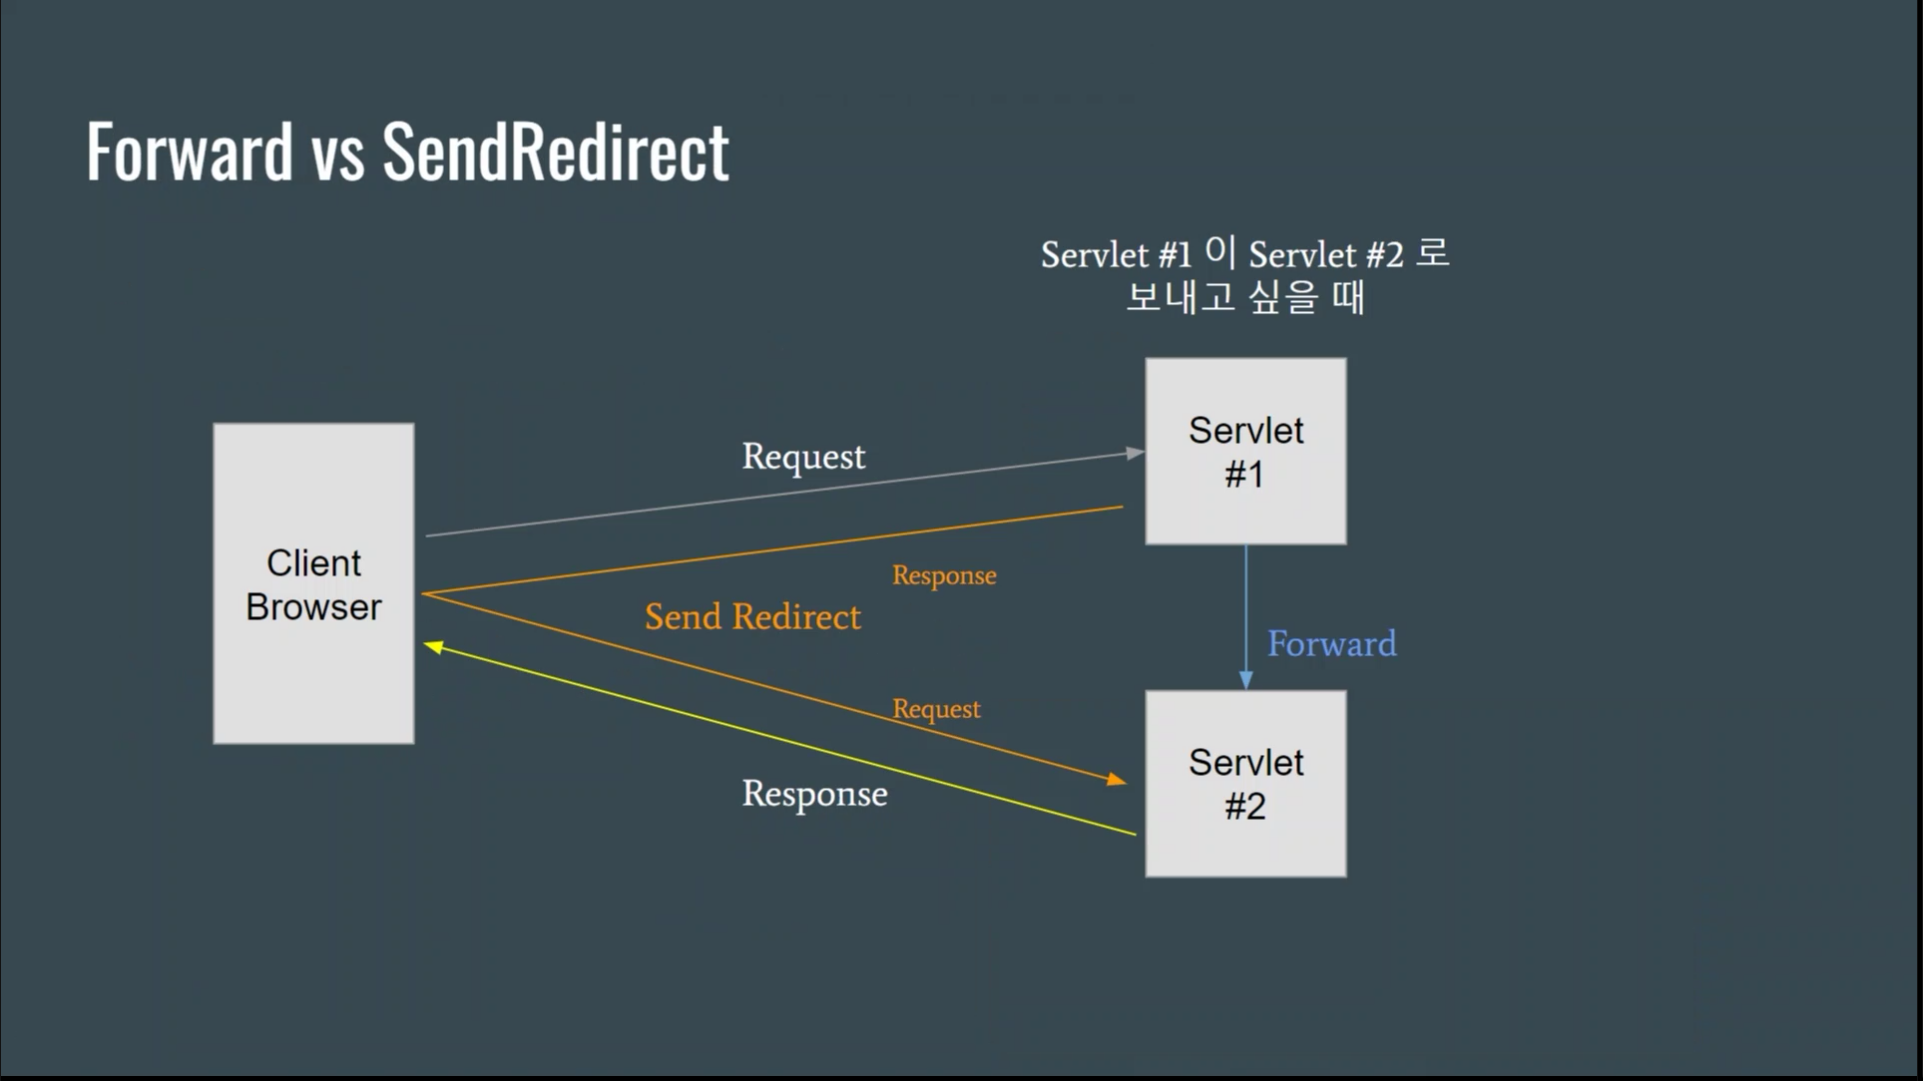 Forward vs SendRedirect
Servlet #1 이 Servlet #2 로
보내고 싶을 때
Servlet
#1
Request
Client
Browser
Response
Send Redirect
Forward
Request
Servlet
#2
Response